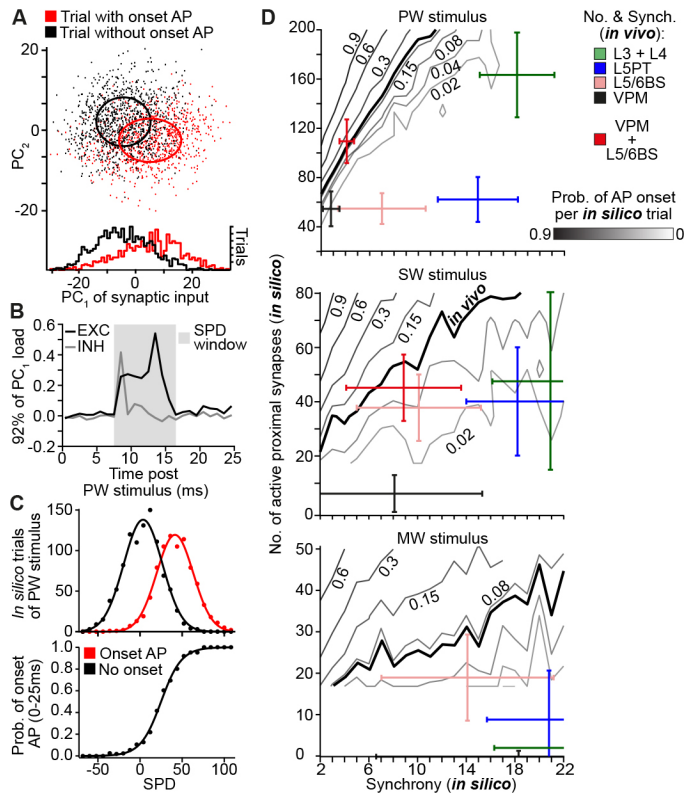 A
Trial with onset AP
Trial without onset AP
20
0
-20
PC2
Trials
-20 0 20
PC1 of synaptic input
B
0.6
0.4
0.2
0.0
-0.2
92% of PC1 load
EXC
INH
SPD
window
0 5 10 15 20 25
Time post
PW stimulus (ms)
C
150
100
50
0
In silico trials
of PW stimulus
1.0
0.8
0.6
0.4
0.2
0.0
Prob. of onset
AP (0-25ms)
Onset AP
No onset
-50 0 50 100
SPD
D
PW stimulus
200
160
120
80
40
0.9
0.6
0.3
0.15
0.08
0.04
0.02
No. & Synch.
(in vivo):
L3 + L4
L5PT
L5/6BS
VPM
VPM
+
L5/6BS
Prob. of AP onset
per in silico trial
0.9 0
No. of active proximal synapses (in silico)
SW stimulus
80
60
40
20
0
0.9
0.6
0.3
0.15
in vivo
0.02
MW stimulus
50
40
30
20
10
0
0.6
0.3
0.15
0.08
2 6 10 14 18 22
Synchrony (in silico)